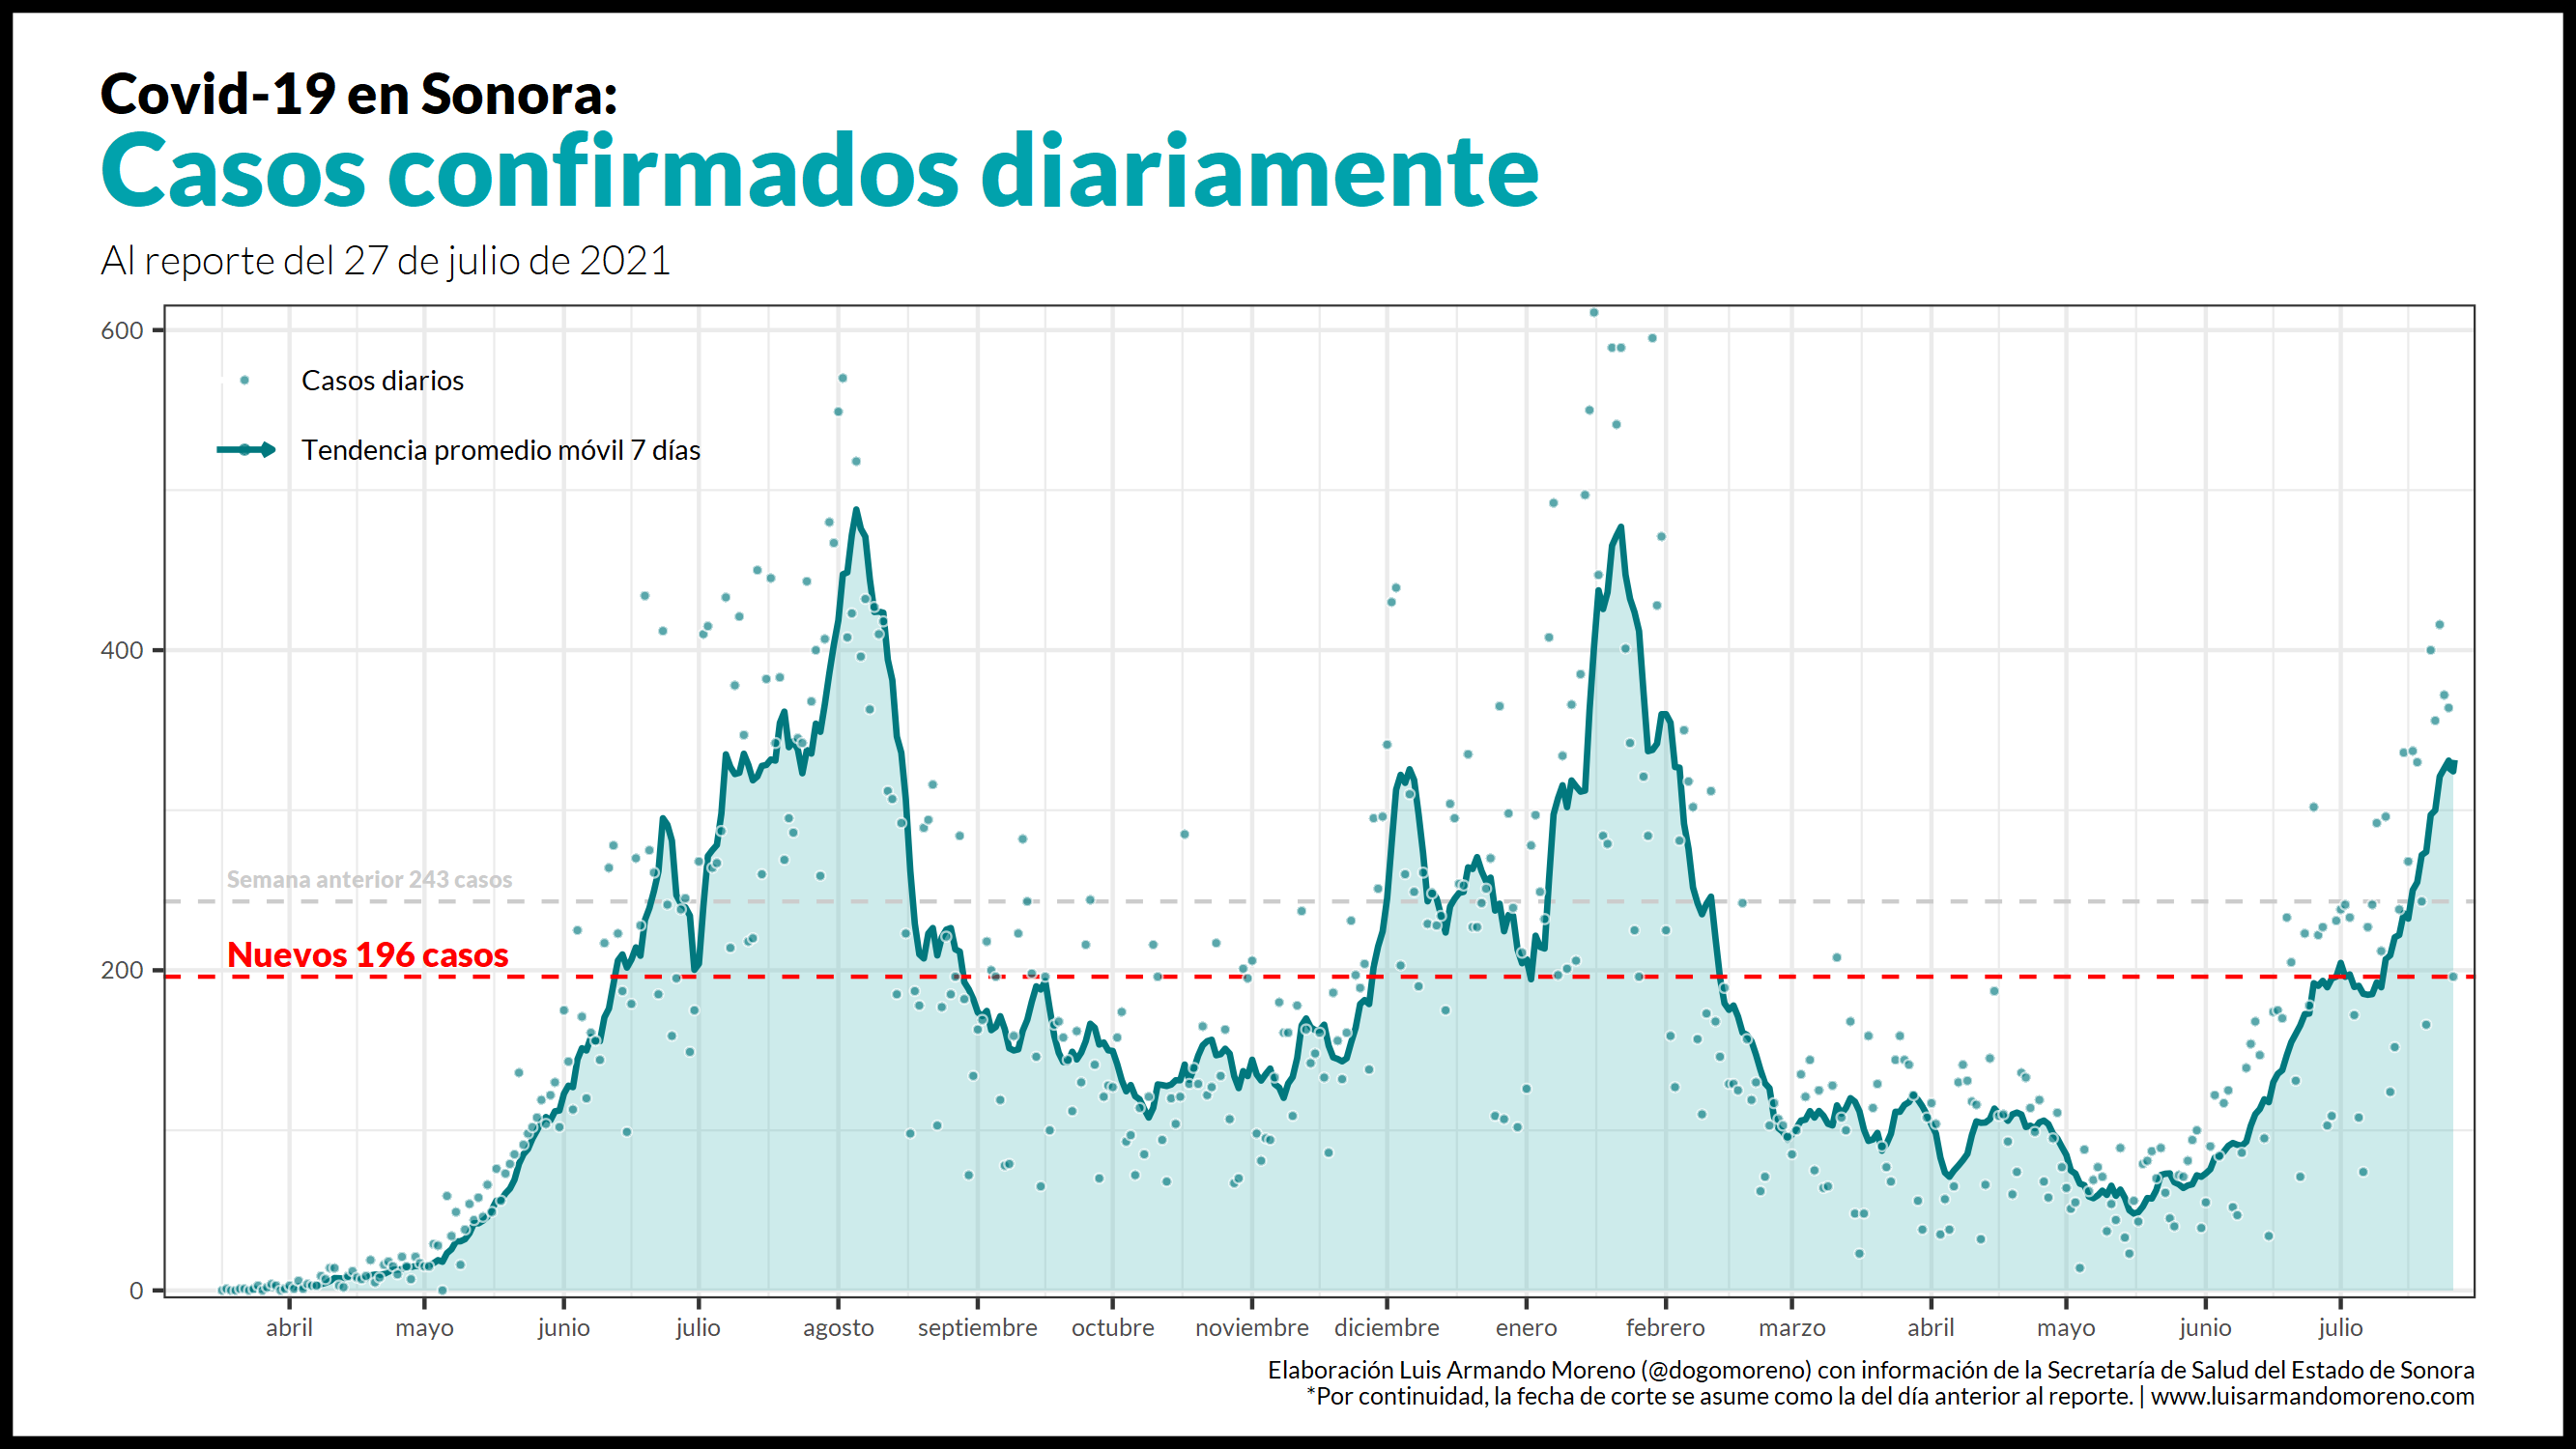 Covid-19 en Sonora:
Casos confirmados diariamente
Al reporte del 27 de julio de 2021
600
Casos diarios
Tendencia promedio móvil 7 días
400
Semana anterior 243 casos
Nuevos 196 casos
200
0
abril mayo junio julio agosto septiembre octubre noviembre diciembre enero febrero marzo abril mayo junio julio
Elaboración Luis Armando Moreno (@dogomoreno) con información de la Secretaría de Salud del Estado de Sonora
*Por continuidad, la fecha de corte se asume como la del día anterior al reporte. | www.luisarmandomoreno.com